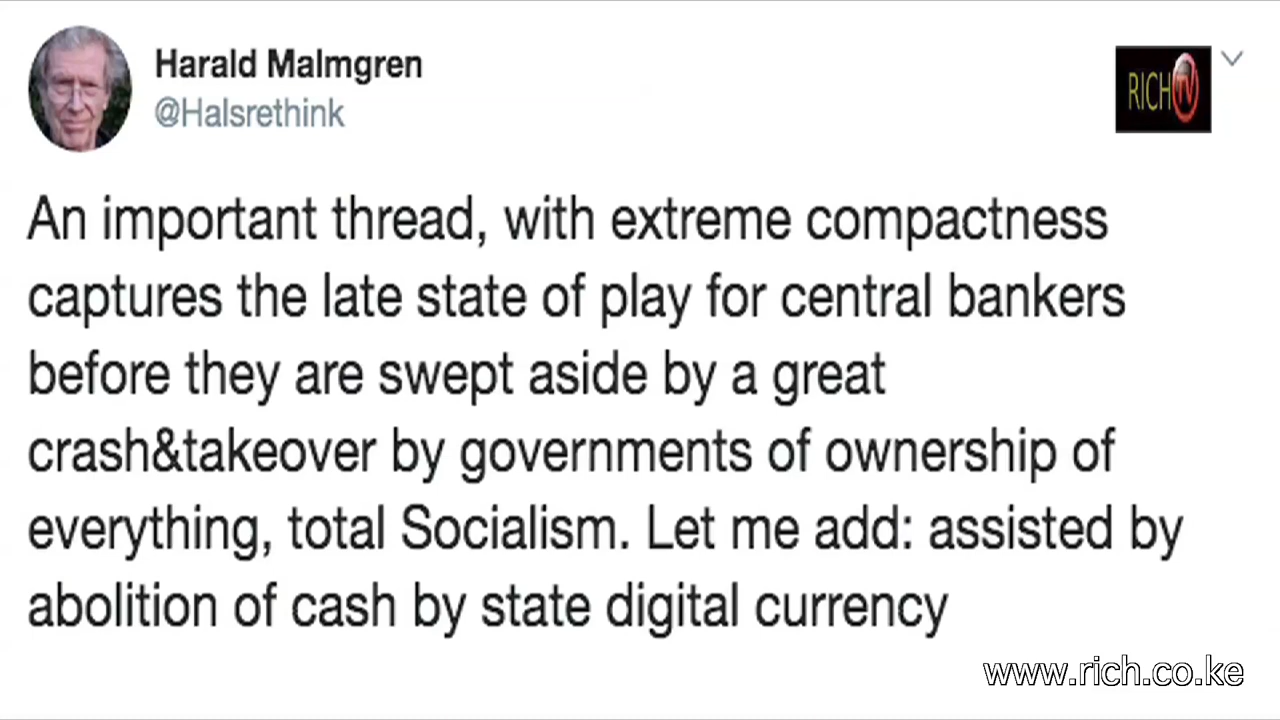 Harald Malmgren
@Halsrethink
RICH TV
An important thread, with extreme compactness
captures the late state of play for central bankers
before they are swept aside by a great
crash&takeover by governments of ownership of
everything, total Socialism. Let me add: assisted by
abolition of cash by state digital currency
www.rich.co.ke